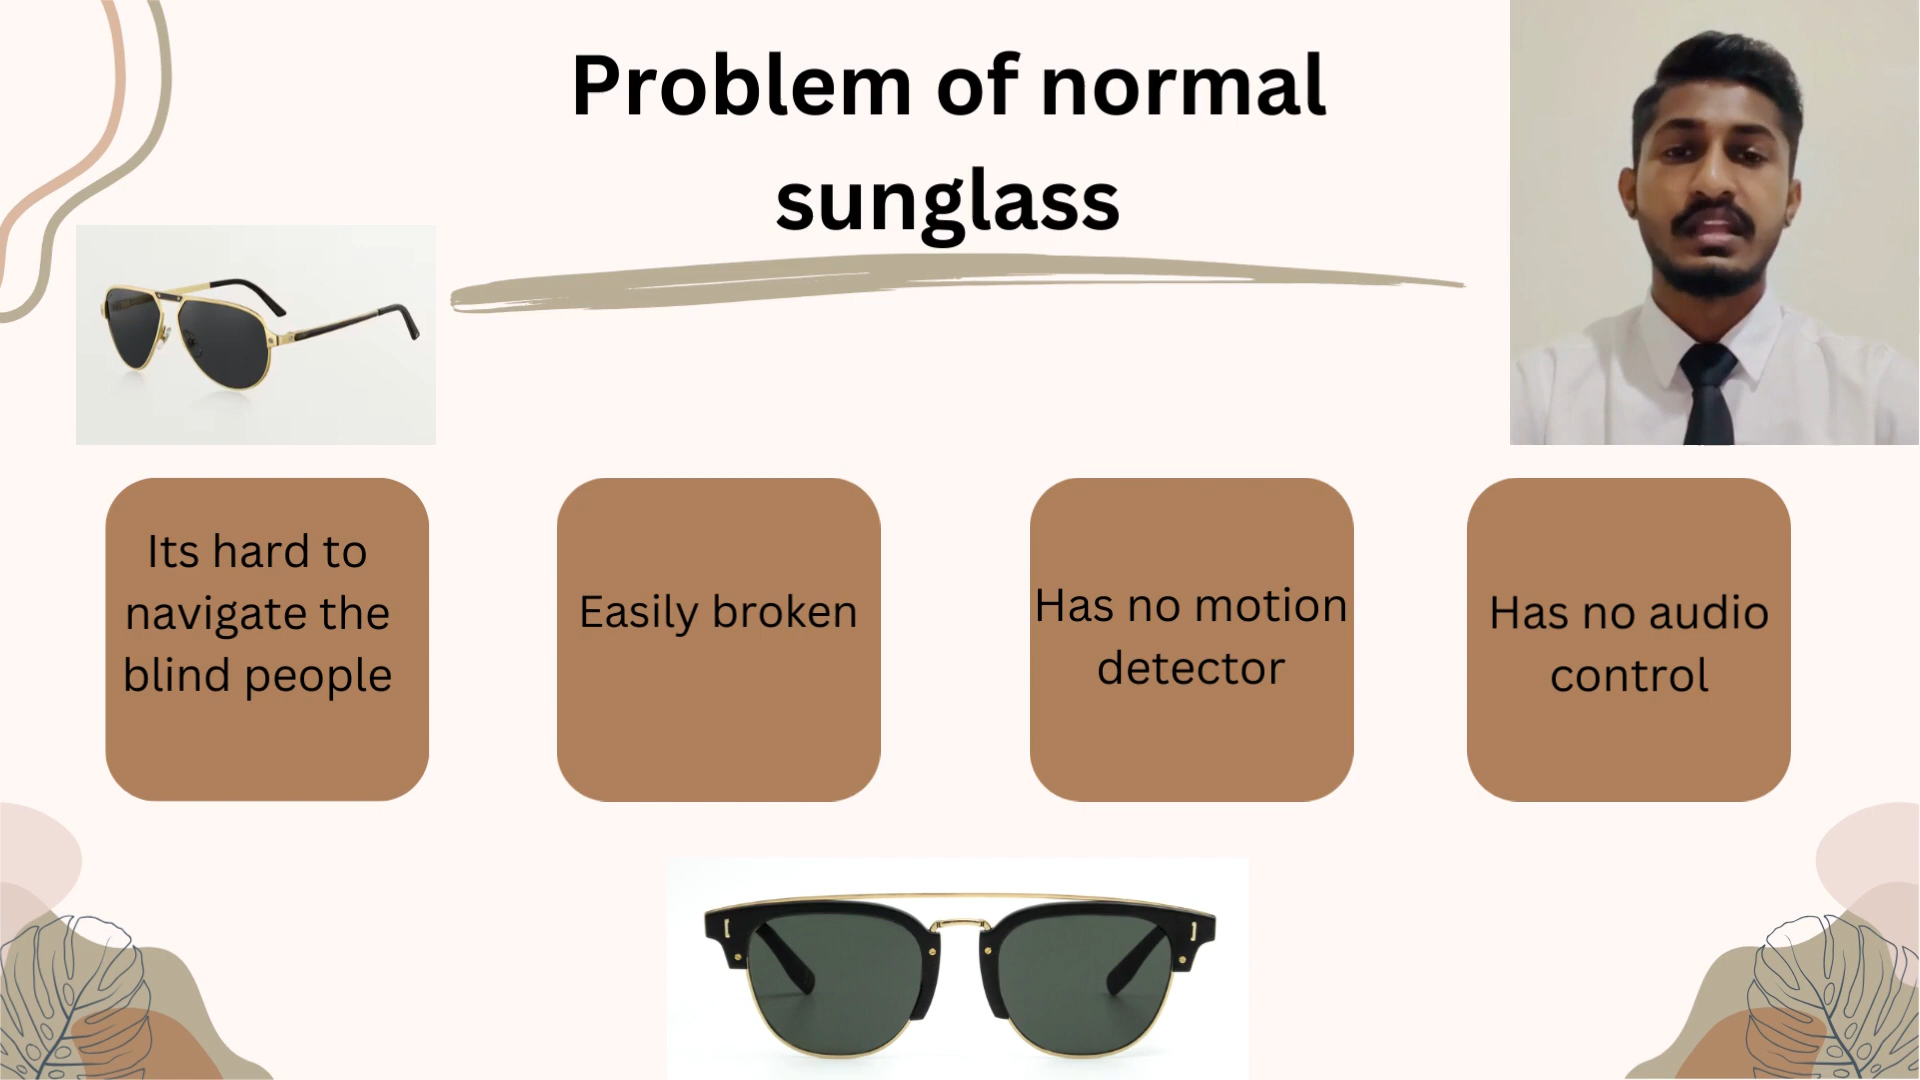 Problem of normal
sunglass
Its hard to
navigate the
blind people
Easily broken
Has no motion
detector
Has no audio
control